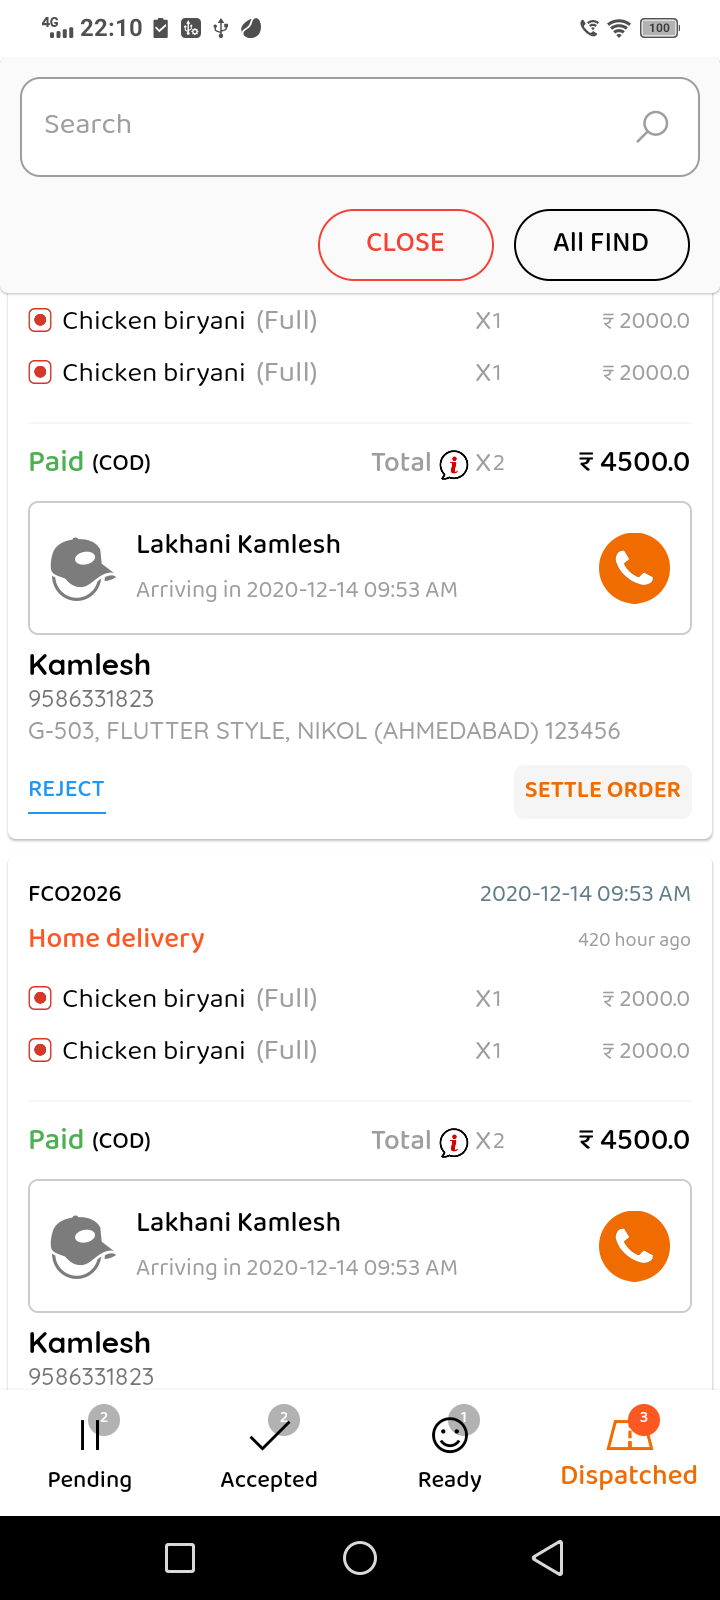 4G 22:10 100
Search
CLOSE All FIND
Chicken biryani (Full) X1 ₹ 2000.0
Chicken biryani (Full) X1 ₹ 2000.0
Paid (COD) Total i X2 ₹ 4500.0
Lakhani Kamlesh
Arriving in 2020-12-14 09:53 AM
Kamlesh
9586331823
G-503, FLUTTER STYLE, NIKOL (AHMEDABAD) 123456
REJECT SETTLE ORDER
FCO2026 2020-12-14 09:53 AM
Home delivery 420 hour ago
Chicken biryani (Full) X1 ₹ 2000.0
Chicken biryani (Full) X1 ₹ 2000.0
Paid (COD) Total i X2 ₹ 4500.0
Lakhani Kamlesh
Arriving in 2020-12-14 09:53 AM
Kamlesh
9586331823
2 2 1 3
Pending Accepted Ready Dispatched